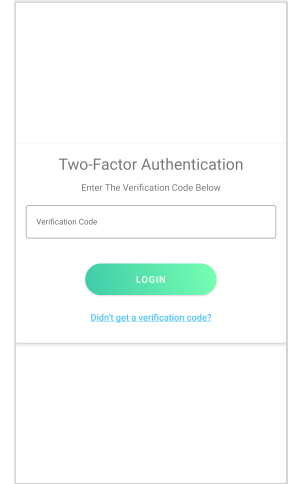 Two-Factor Authentication
Enter The Verification Code Below
Verification Code
LOGIN
Didn't get a verification code?